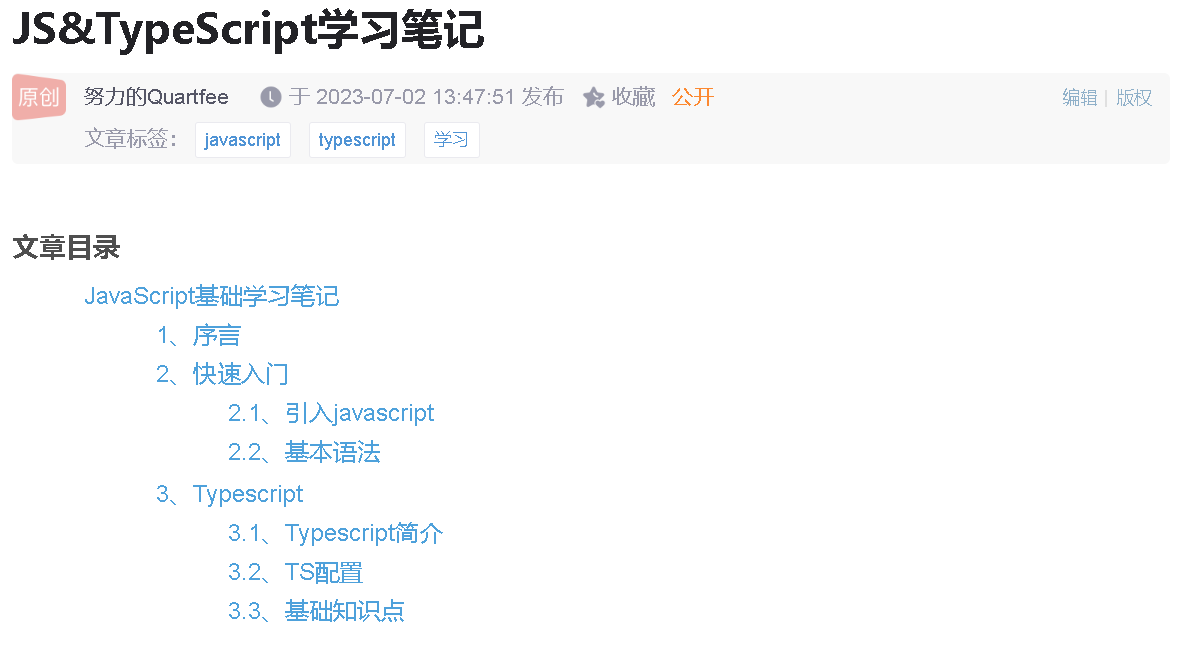 JS&TypeScript学习笔记
原创 努力的Quartfee 于 2023-07-02 13:47:51 发布 收藏 公开 编辑 | 版权
文章标签： javascript typescript 学习
文章目录
JavaScript基础学习笔记
1、序言
2、快速入门
2.1、引入javascript
2.2、基本语法
3、Typescript
3.1、Typescript简介
3.2、TS配置
3.3、基础知识点